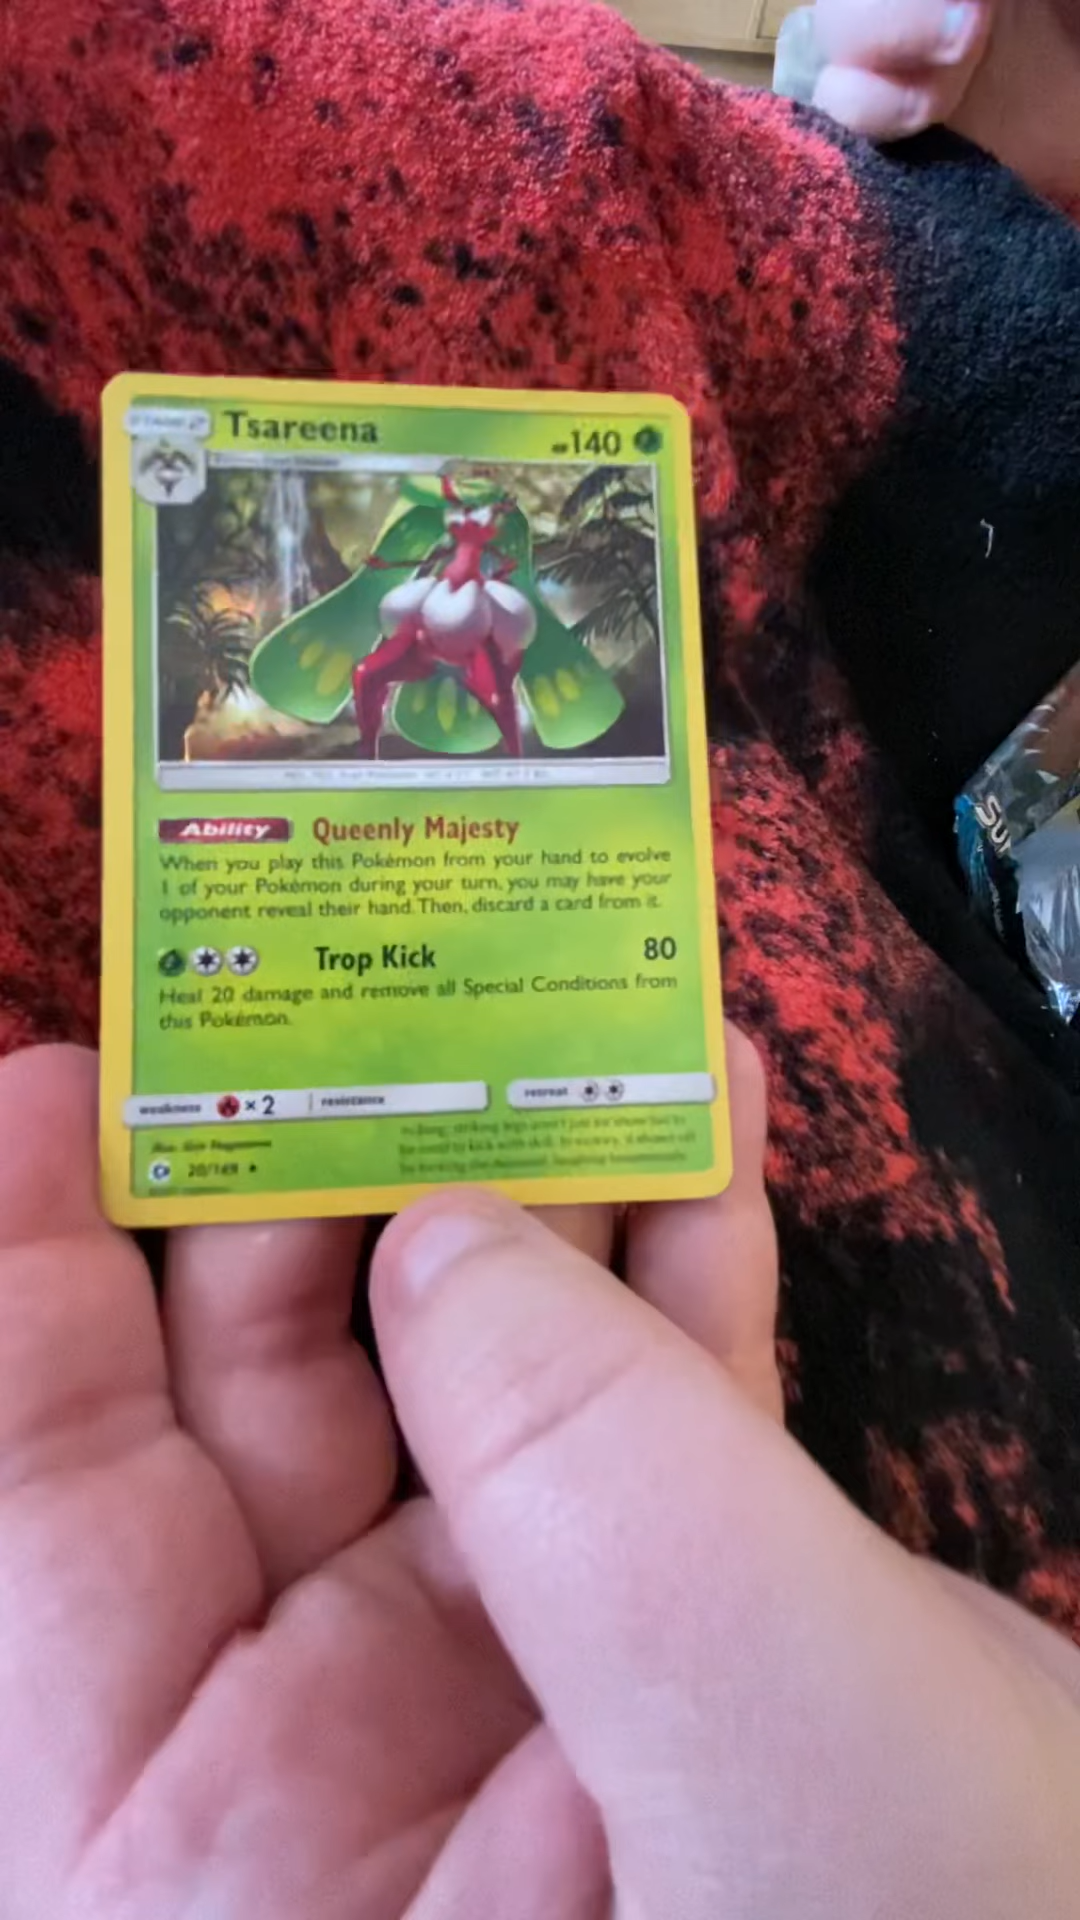 Tsareena
140
Ability Queenly Majesty
When you play this Pokémon from your hand to evolve
1 of your Pokémon during your turn, you may have your
opponent reveal their hand. Then, discard a card from it.
Trop Kick 80
Heal 20 damage and remove all Special Conditions from
this Pokémon.
weakness ×2 resistance retreat
20/149